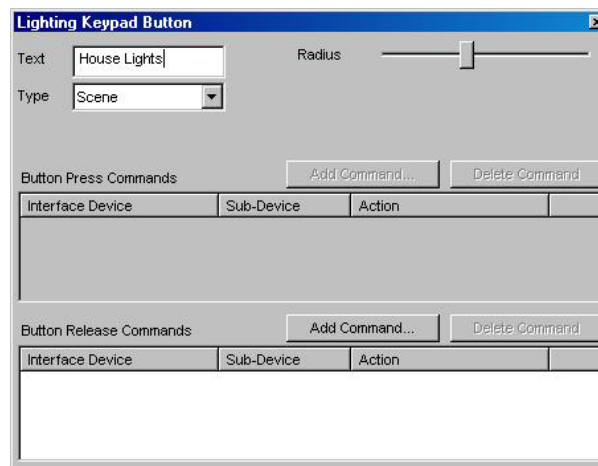 Lighting Keypad Button
Text House Lights Radius
Type Scene
Button Press Commands Add Command... Delete Command
Interface Device Sub-Device Action
Button Release Commands Add Command... Delete Command
Interface Device Sub-Device Action